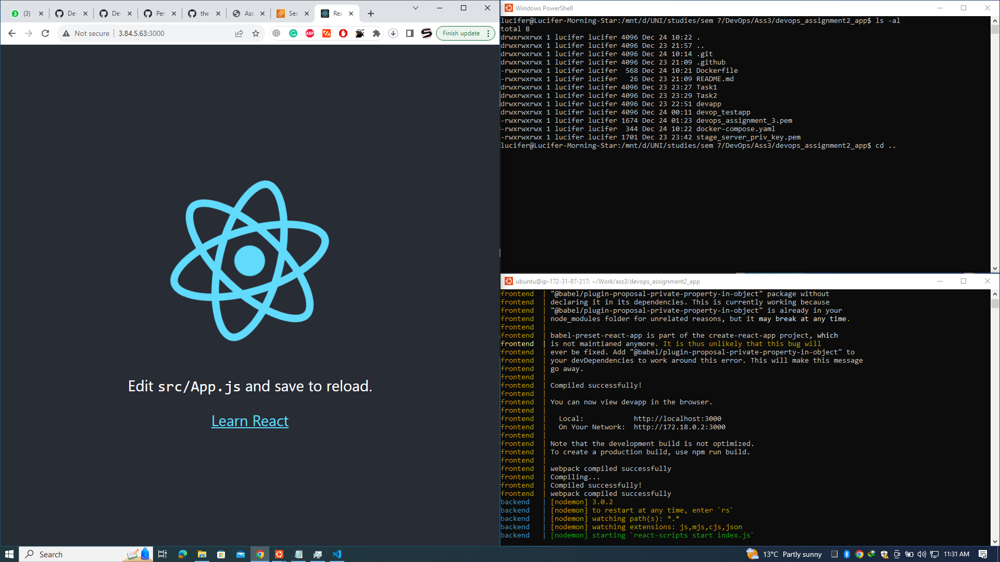 (3)
Dev
Dev
Per
the
Ass
Sec
Rea
Not secure
3.84.5.63:3000
ABP
Finish update
Edit src/App.js and save to reload.
Learn React
Windows PowerShell
lucifer@Lucifer-Morning-Star:/mnt/d/UNI/studies/sem 7/DevOps/Ass3/devops_assignment2_app$ ls -al
total 8
drwxrwxrwx 1 lucifer lucifer 4096 Dec 24 10:22 .
drwxrwxrwx 1 lucifer lucifer 4096 Dec 23 21:57 ..
drwxrwxrwx 1 lucifer lucifer 4096 Dec 24 10:14 .git
drwxrwxrwx 1 lucifer lucifer 4096 Dec 23 21:09 .github
-rwxrwxrwx 1 lucifer lucifer  568 Dec 24 10:21 Dockerfile
-rwxrwxrwx 1 lucifer lucifer   26 Dec 23 21:09 README.md
drwxrwxrwx 1 lucifer lucifer 4096 Dec 23 23:27 Task1
drwxrwxrwx 1 lucifer lucifer 4096 Dec 23 23:29 Task2
drwxrwxrwx 1 lucifer lucifer 4096 Dec 23 22:51 devapp
drwxrwxrwx 1 lucifer lucifer 4096 Dec 24 00:11 devop_testapp
-rwxrwxrwx 1 lucifer lucifer 1674 Dec 24 01:23 devops_assignment_3.pem
-rwxrwxrwx 1 lucifer lucifer  344 Dec 24 10:22 docker-compose.yaml
-rwxrwxrwx 1 lucifer lucifer 1701 Dec 23 23:42 stage_server_priv_key.pem
lucifer@Lucifer-Morning-Star:/mnt/d/UNI/studies/sem 7/DevOps/Ass3/devops_assignment2_app$ cd ..
ubuntu@ip-172-31-87-217: ~/Work/ass3/devops_assignment2_app
frontend  | "@babel/plugin-proposal-private-property-in-object" package without
frontend  | declaring it in its dependencies. This is currently working because
frontend  | "@babel/plugin-proposal-private-property-in-object" is already in your
frontend  | node_modules folder for unrelated reasons, but it may break at any time.
frontend  |
frontend  | babel-preset-react-app is part of the create-react-app project, which
frontend  | is not maintianed anymore. It is thus unlikely that this bug will
frontend  | ever be fixed. Add "@babel/plugin-proposal-private-property-in-object" to
frontend  | your devDependencies to work around this error. This will make this message
frontend  | go away.
frontend  |
frontend  | Compiled successfully!
frontend  |
frontend  | You can now view devapp in the browser.
frontend  |
frontend  |   Local:            http://localhost:3000
frontend  |   On Your Network:  http://172.18.0.2:3000
frontend  |
frontend  | Note that the development build is not optimized.
frontend  | To create a production build, use npm run build.
frontend  |
frontend  | webpack compiled successfully
frontend  | Compiling...
frontend  | Compiled successfully!
frontend  | webpack compiled successfully
backend   | [nodemon] 3.0.2
backend   | [nodemon] to restart at any time, enter `rs`
backend   | [nodemon] watching path(s): *.*
backend   | [nodemon] watching extensions: js,mjs,cjs,json
backend   | [nodemon] starting `react-scripts start index.js`
Search
13°C Partly sunny
11:31 AM